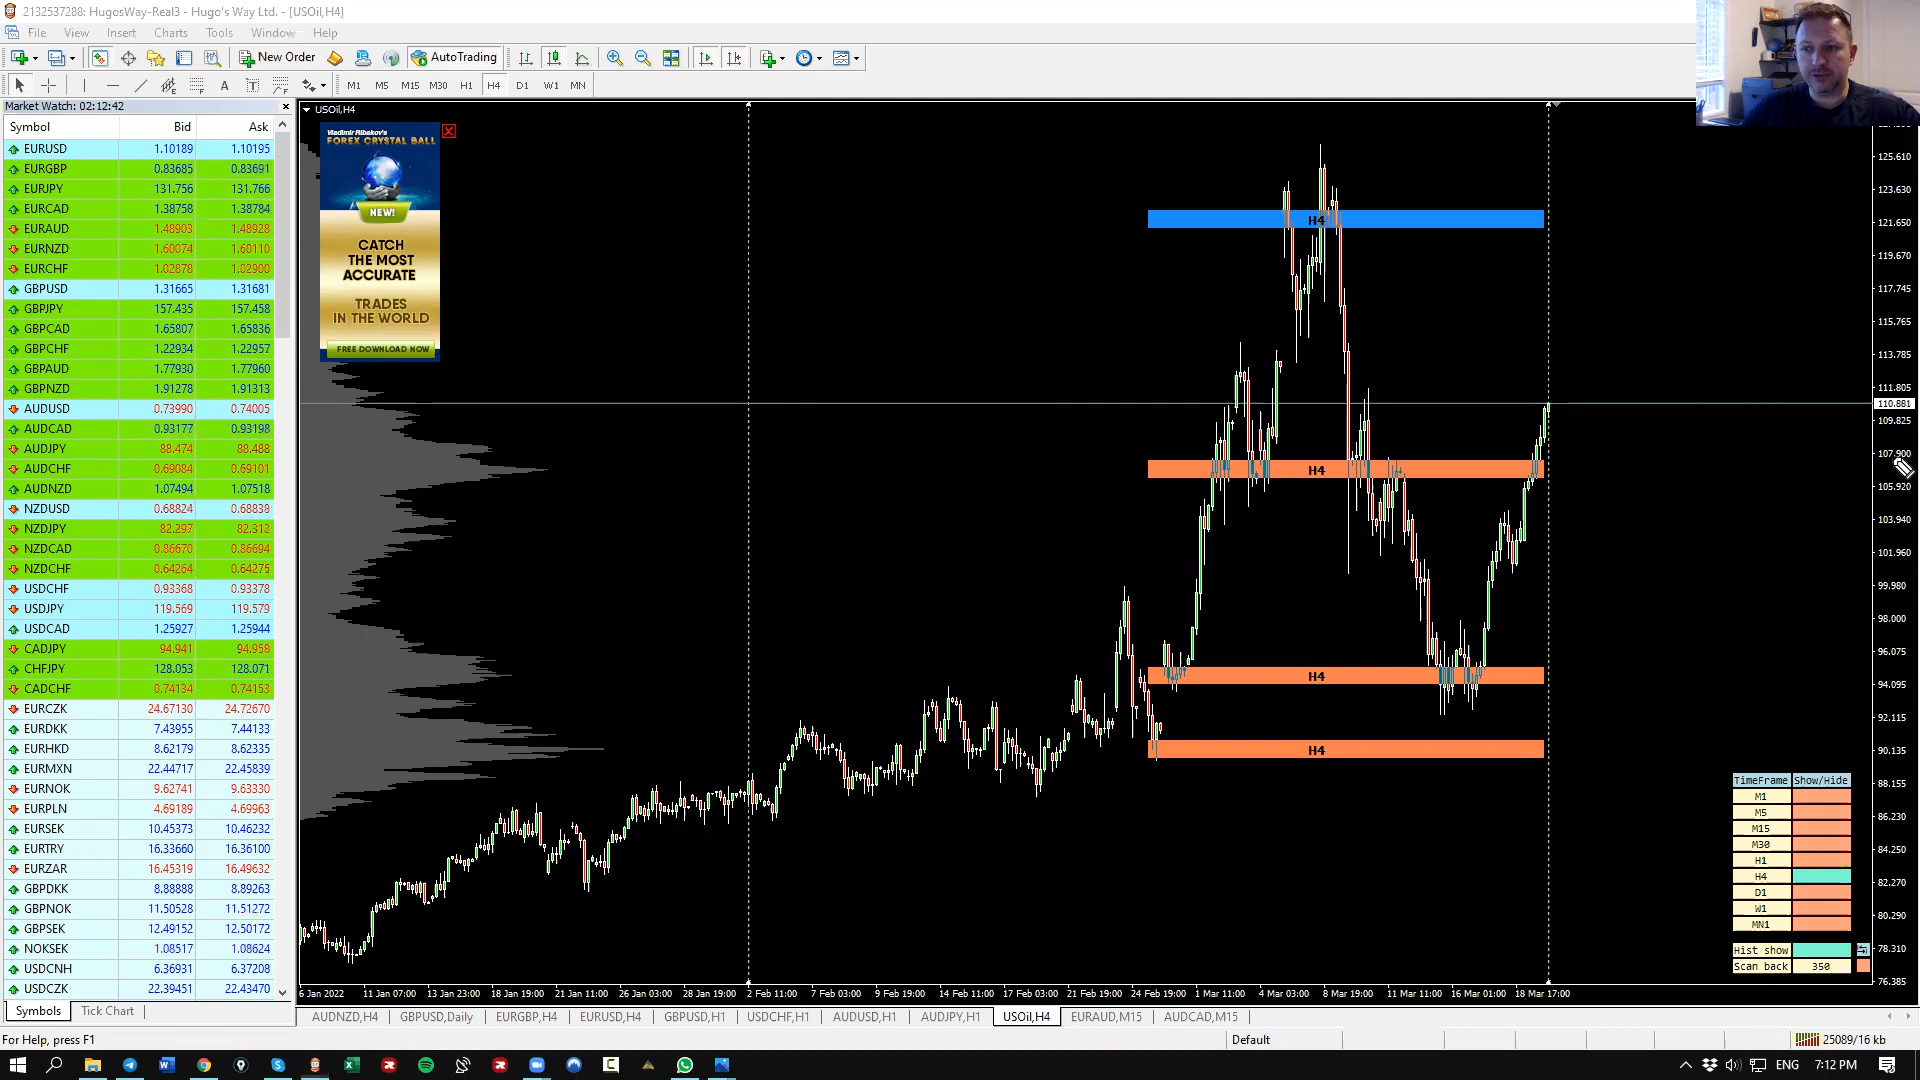 2132537288: HugosWay-Real3 - Hugo's Way Ltd. - [USOil,H4]
File View Insert Charts Tools Window Help
New Order AutoTrading
A T M1 M5 M15 M30 H1 H4 D1 W1 MN
Market Watch: 02:12:42
Symbol Bid Ask
EURUSD 1.10189 1.10195
EURGBP 0.83685 0.83691
EURJPY 131.756 131.766
EURCAD 1.38758 1.38784
EURAUD 1.48903 1.48928
EURNZD 1.60074 1.60110
EURCHF 1.02878 1.02900
GBPUSD 1.31665 1.31681
GBPJPY 157.435 157.458
GBPCAD 1.65807 1.65836
GBPCHF 1.22934 1.22957
GBPAUD 1.77930 1.77960
GBPNZD 1.91278 1.91313
AUDUSD 0.73990 0.74005
AUDCAD 0.93177 0.93198
AUDJPY 88.474 88.488
AUDCHF 0.69084 0.69101
AUDNZD 1.07494 1.07518
NZDUSD 0.68824 0.68838
NZDJPY 82.297 82.312
NZDCAD 0.86670 0.86694
NZDCHF 0.64264 0.64275
USDCHF 0.93368 0.93378
USDJPY 119.569 119.579
USDCAD 1.25927 1.25944
CADJPY 94.941 94.958
CHFJPY 128.053 128.071
CADCHF 0.74134 0.74153
EURCZK 24.67130 24.72670
EURDKK 7.43955 7.44133
EURHKD 8.62179 8.62335
EURMXN 22.44717 22.45839
EURNOK 9.62741 9.63330
EURPLN 4.69189 4.69963
EURSEK 10.45373 10.46232
EURTRY 16.33660 16.36100
EURZAR 16.45319 16.49632
GBPDKK 8.88888 8.89263
GBPNOK 11.50528 11.51272
GBPSEK 12.49152 12.50172
NOKSEK 1.08517 1.08624
USDCNH 6.36931 6.37208
USDCZK 22.39451 22.43470
Symbols Tick Chart
USOil,H4
Vladimir Ribakov's
FOREX CRYSTAL BALL
NEW!
CATCH
THE MOST
ACCURATE
TRADES
IN THE WORLD
FREE DOWNLOAD NOW
H4
H4
H4
H4
125.610
123.630
121.650
119.670
117.745
115.765
113.785
111.805
110.881
109.825
107.900
105.920
103.940
101.960
99.980
98.000
96.075
94.095
92.115
90.135
88.155
86.230
84.250
82.270
80.290
78.310
76.385
TimeFrame Show/Hide
M1
M5
M15
M30
H1
H4
D1
W1
MN1
Hist show
Scan back 350
6 Jan 2022 11 Jan 07:00 13 Jan 23:00 18 Jan 19:00 21 Jan 11:00 26 Jan 03:00 28 Jan 19:00 2 Feb 11:00 7 Feb 03:00 9 Feb 19:00 14 Feb 11:00 17 Feb 03:00 21 Feb 19:00 24 Feb 19:00 1 Mar 11:00 4 Mar 03:00 8 Mar 19:00 11 Mar 11:00 16 Mar 01:00 18 Mar 17:00
AUDNZD,H4 GBPUSD,Daily EURGBP,H4 EURUSD,H4 GBPUSD,H1 USDCHF,H1 AUDUSD,H1 AUDJPY,H1 USOil,H4 EURAUD,M15 AUDCAD,M15
For Help, press F1 Default 25089/16 kb
ENG 7:12 PM